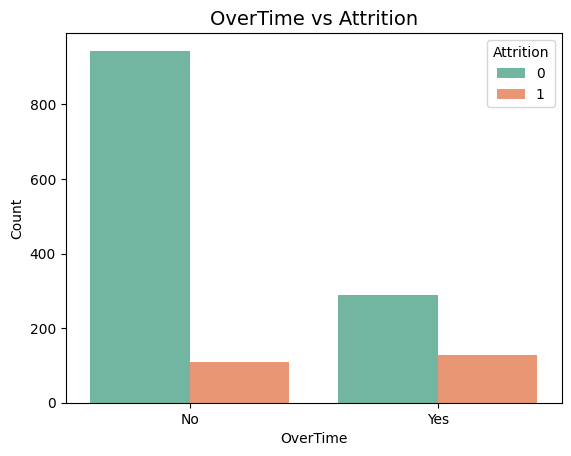 OverTime vs Attrition
Attrition
0
1
800
600
400
200
0
Count
No
Yes
OverTime